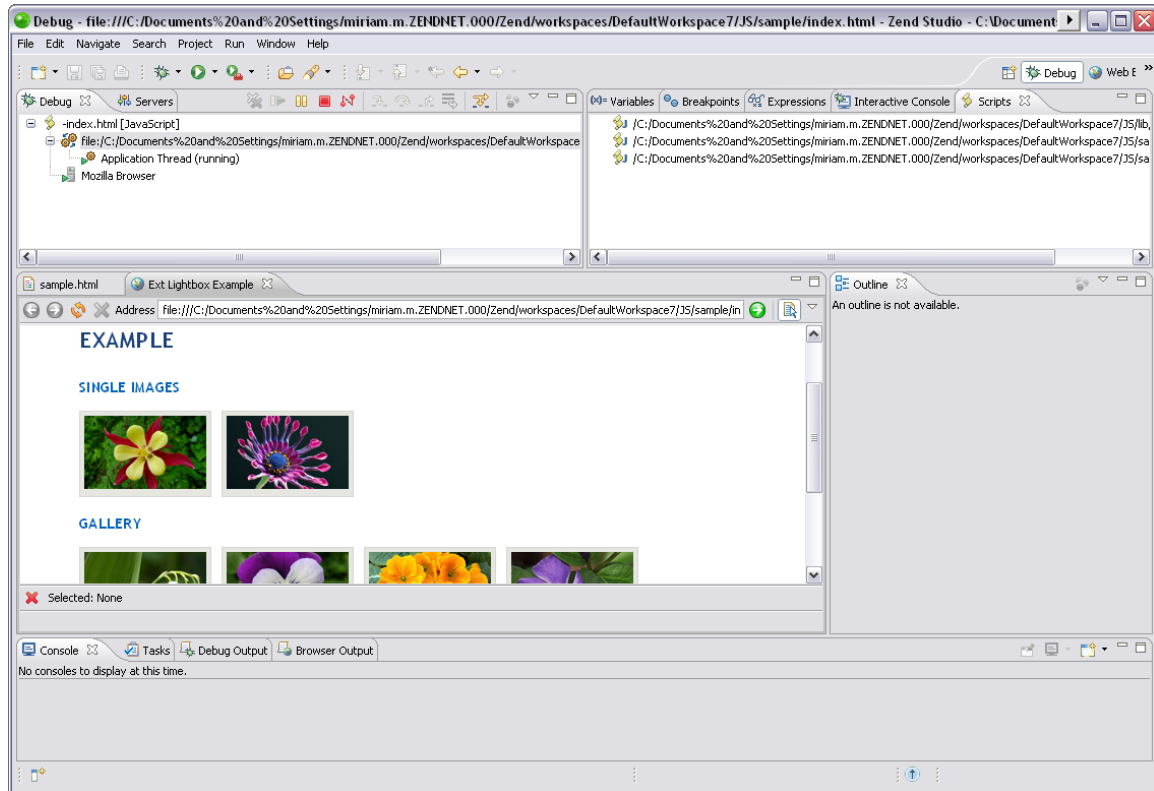 Debug - file:///C:/Documents%20and%20Settings/miriam.m.ZENDNET.000/Zend/workspaces/DefaultWorkspace7/JS/sample/index.html - Zend Studio - C:\Document
File Edit Navigate Search Project Run Window Help
Debug Web E
Debug Servers
Variables Breakpoints Expressions Interactive Console Scripts
-index.html [JavaScript]
file:/C:/Documents%20and%20Settings/miriam.m.ZENDNET.000/Zend/workspaces/DefaultWorkspace
Application Thread (running)
Mozilla Browser
/C:/Documents%20and%20Settings/miriam.m.ZENDNET.000/Zend/workspaces/DefaultWorkspace7/JS/lib,
/C:/Documents%20and%20Settings/miriam.m.ZENDNET.000/Zend/workspaces/DefaultWorkspace7/JS/sa
/C:/Documents%20and%20Settings/miriam.m.ZENDNET.000/Zend/workspaces/DefaultWorkspace7/JS/sa
sample.html Ext Lightbox Example
Outline
Address file:///C:/Documents%20and%20Settings/miriam.m.ZENDNET.000/Zend/workspaces/DefaultWorkspace7/JS/sample/in
An outline is not available.
EXAMPLE
SINGLE IMAGES
GALLERY
Selected: None
Console Tasks Debug Output Browser Output
No consoles to display at this time.